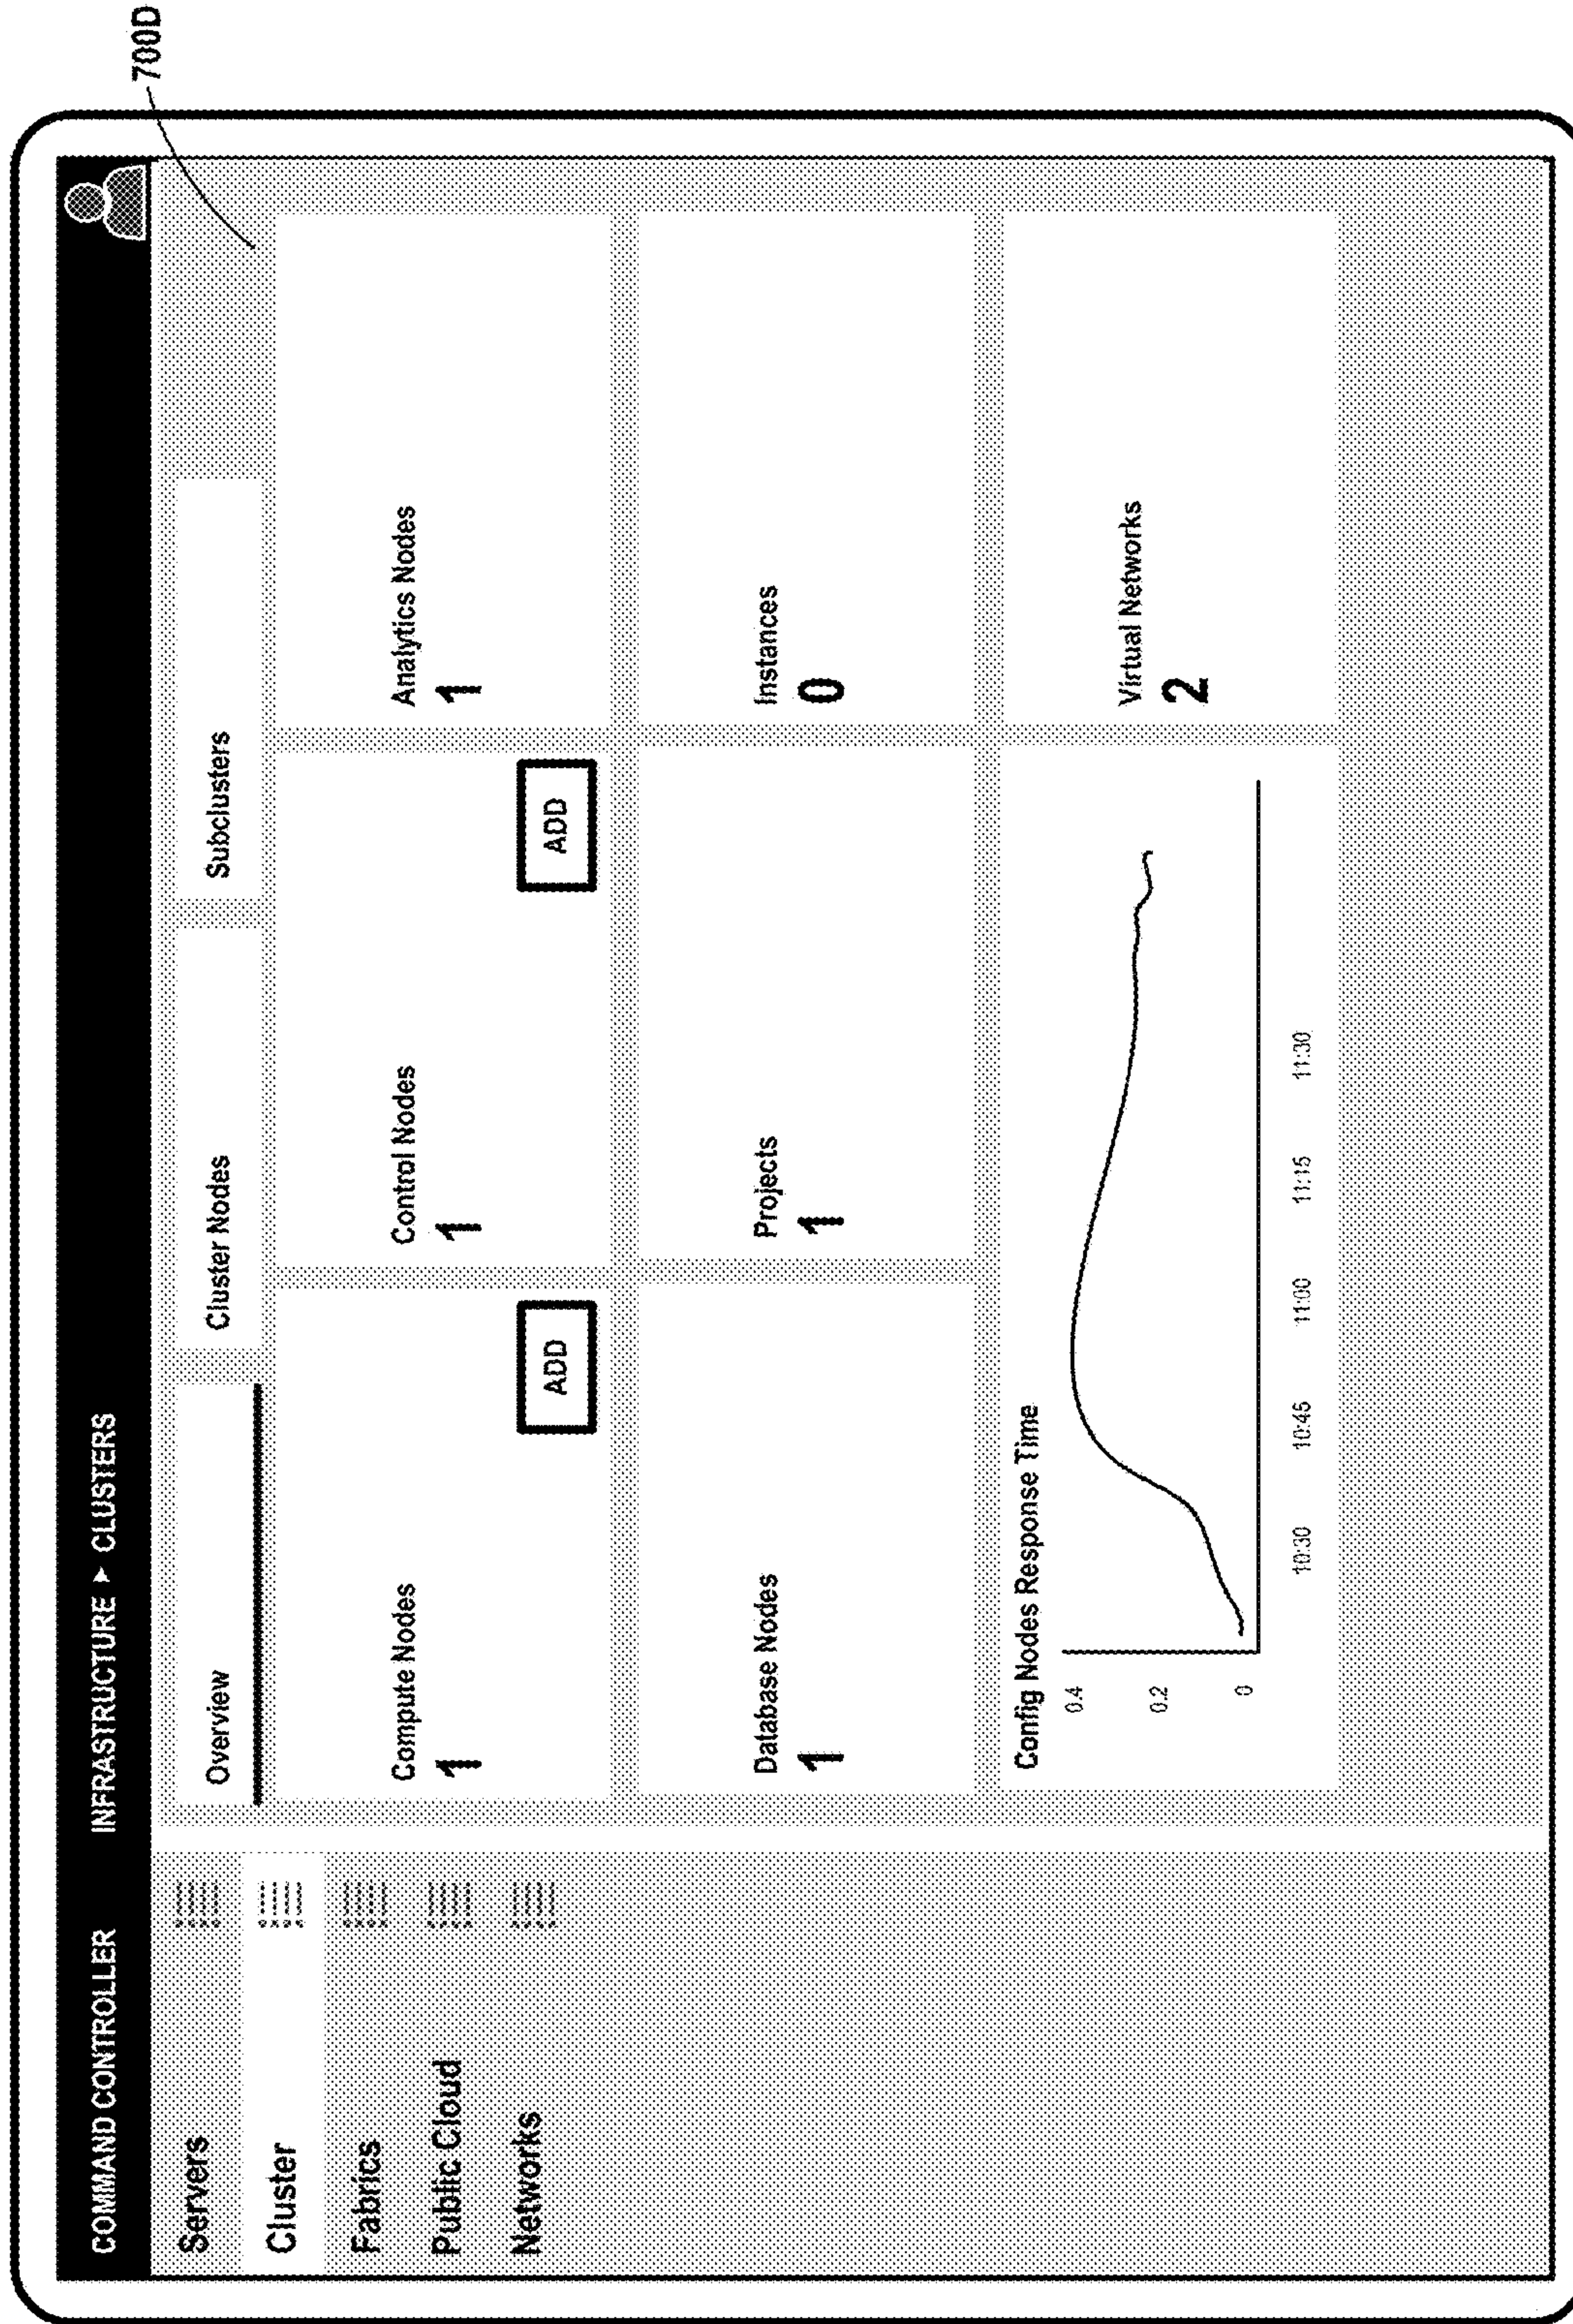 700D
COMMAND CONTROLLER INFRASTRUCTURE ▸ CLUSTERS
Servers
Cluster
Fabrics
Public Cloud
Networks
Overview Cluster Nodes Subclusters
Compute Nodes
1
ADD
Control Nodes
1
ADD
Analytics Nodes
1
Database Nodes
1
Projects
1
Instances
0
Config Nodes Response Time
0.4
0.2
0
10:30 10:45 11:00 11:15 11:30
Virtual Networks
2